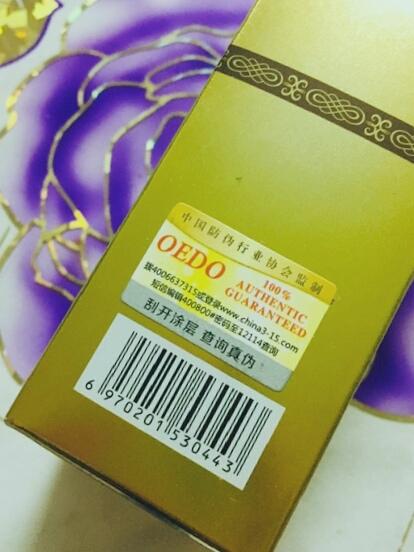 中国防伪行业协会监制
OEDO
100%
AUTHENTIC
GUARANTEED
拨4006637315或登录www.china3-15.com
短信编辑400800#密码至12114查询
刮开涂层 查询真伪
6 970201 530443